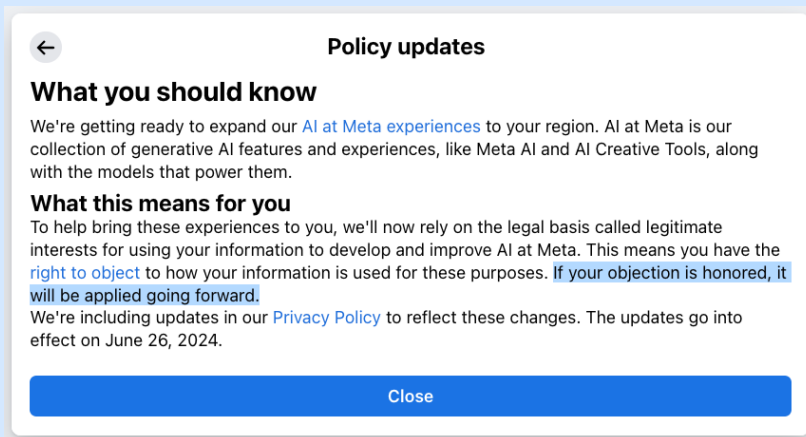 Policy updates
What you should know
We're getting ready to expand our AI at Meta experiences to your region. AI at Meta is our
collection of generative AI features and experiences, like Meta AI and AI Creative Tools, along
with the models that power them.
What this means for you
To help bring these experiences to you, we'll now rely on the legal basis called legitimate
interests for using your information to develop and improve AI at Meta. This means you have the
right to object to how your information is used for these purposes. If your objection is honored, it
will be applied going forward.
We're including updates in our Privacy Policy to reflect these changes. The updates go into
effect on June 26, 2024.
Close